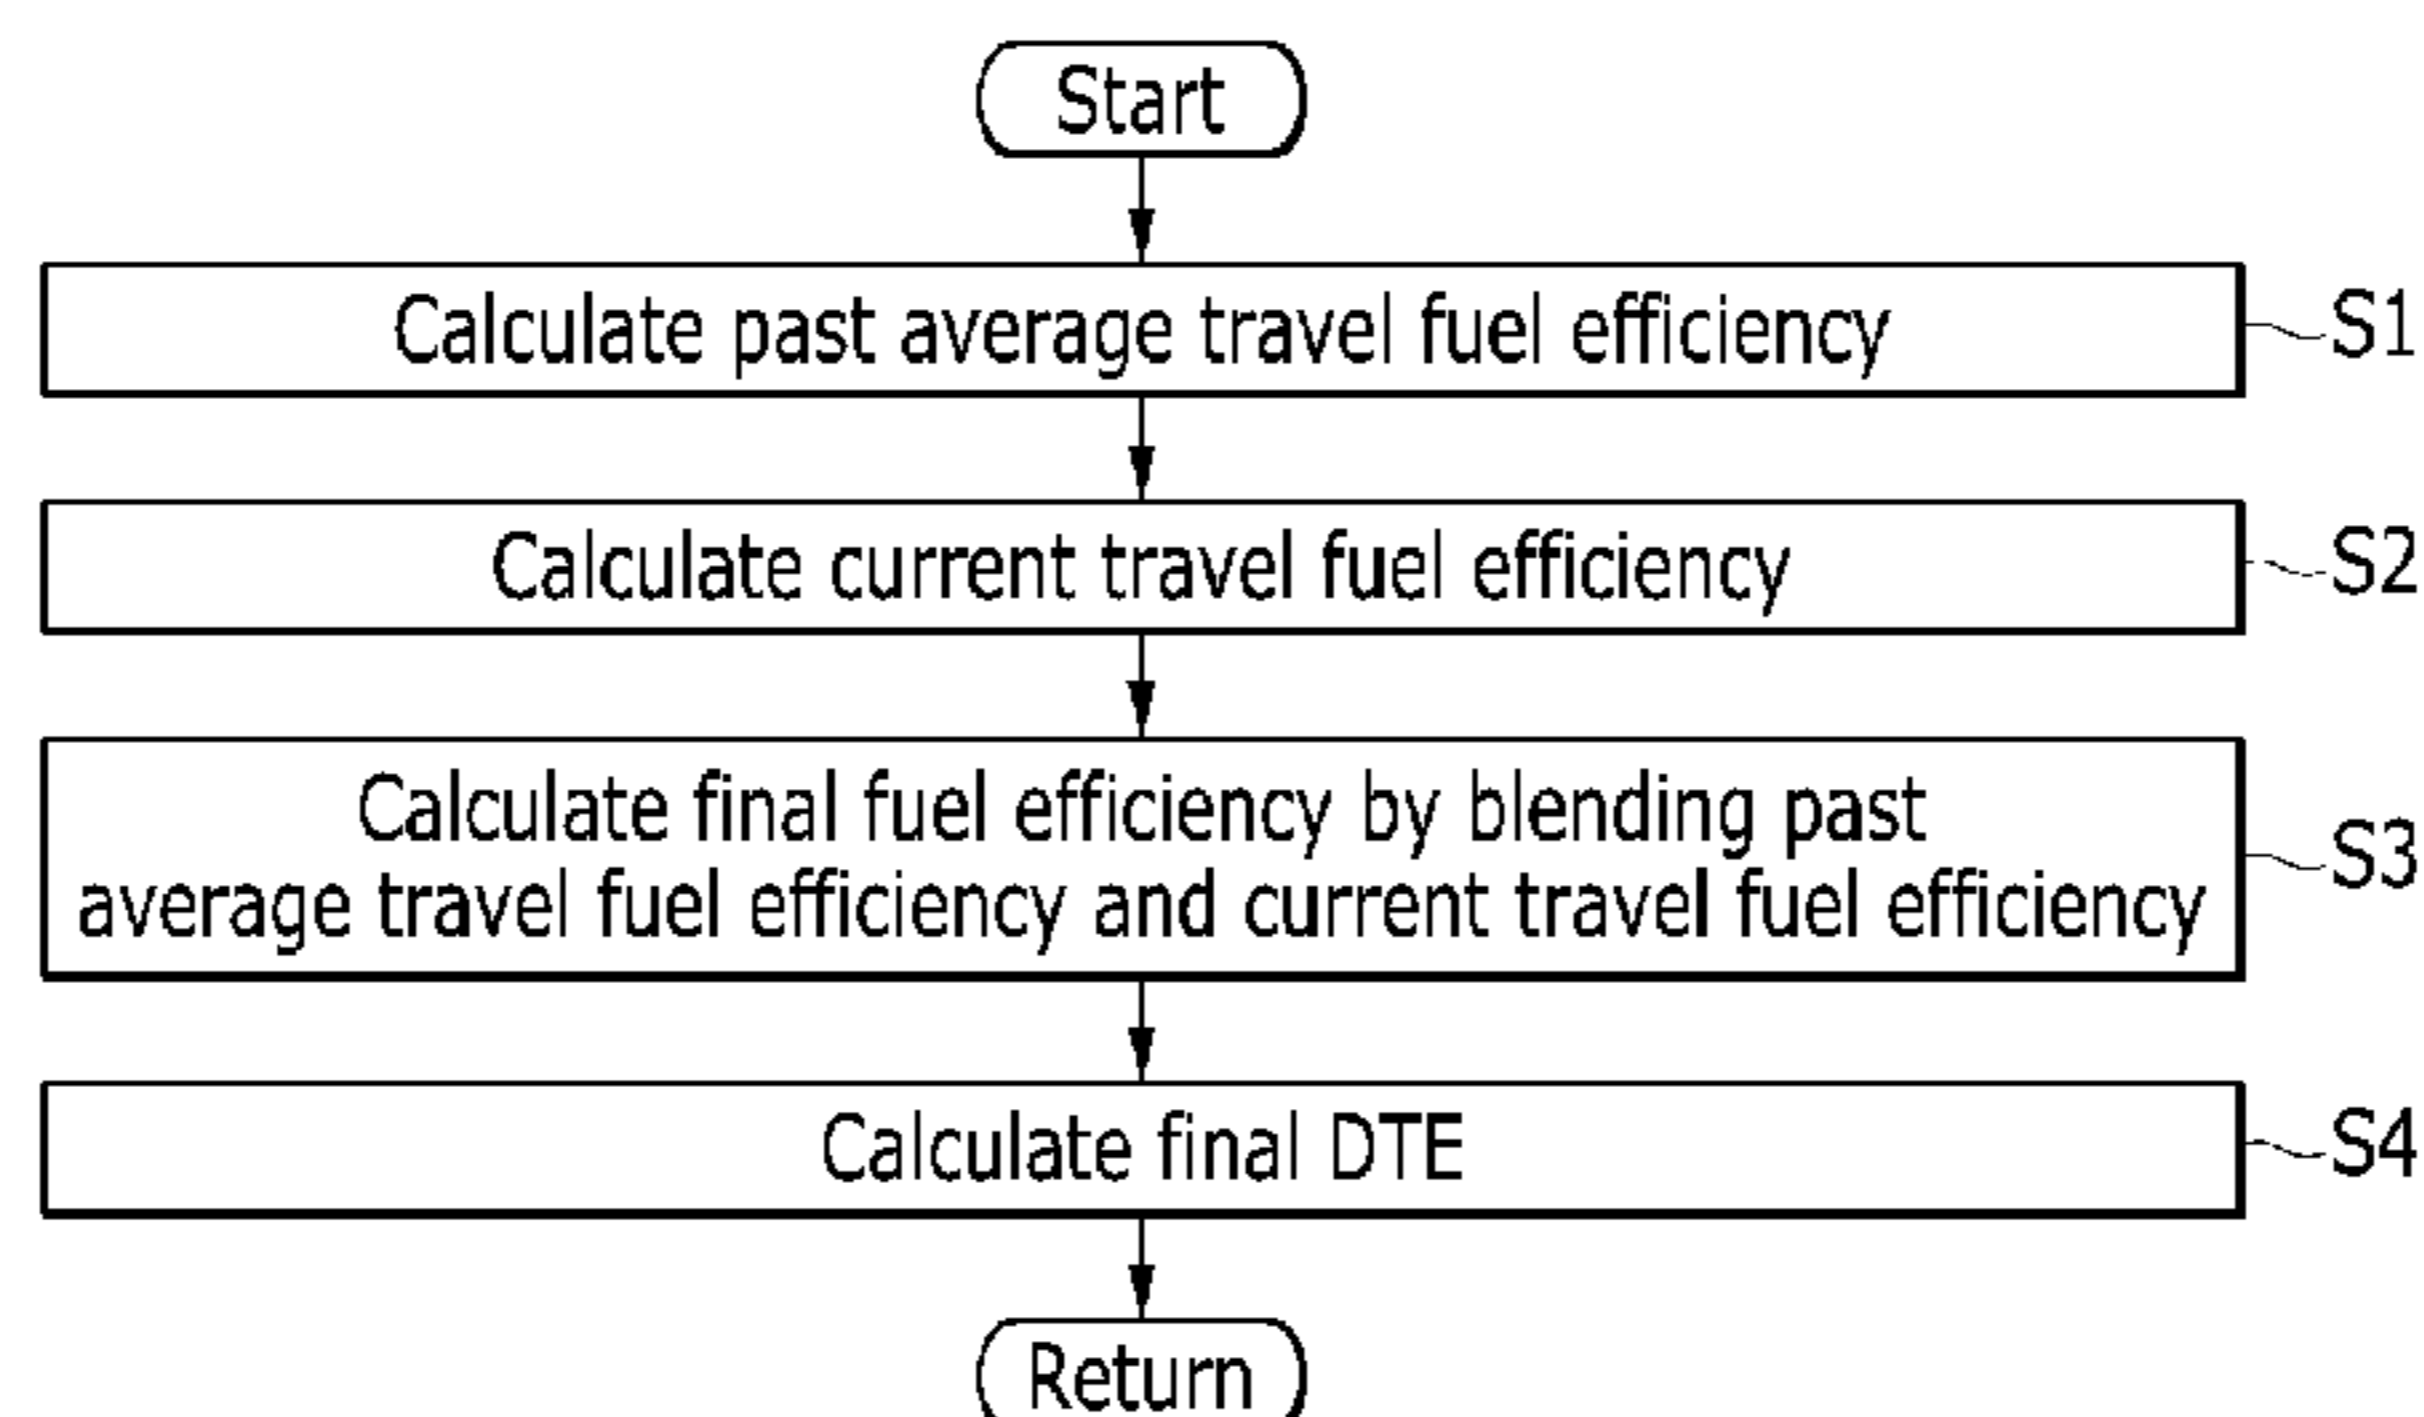 Start
Calculate past average travel fuel efficiency
S1
Calculate current travel fuel efficiency
S2
Calculate final fuel efficiency by blending past
average travel fuel efficiency and current travel fuel efficiency
S3
Calculate final DTE
S4
Return